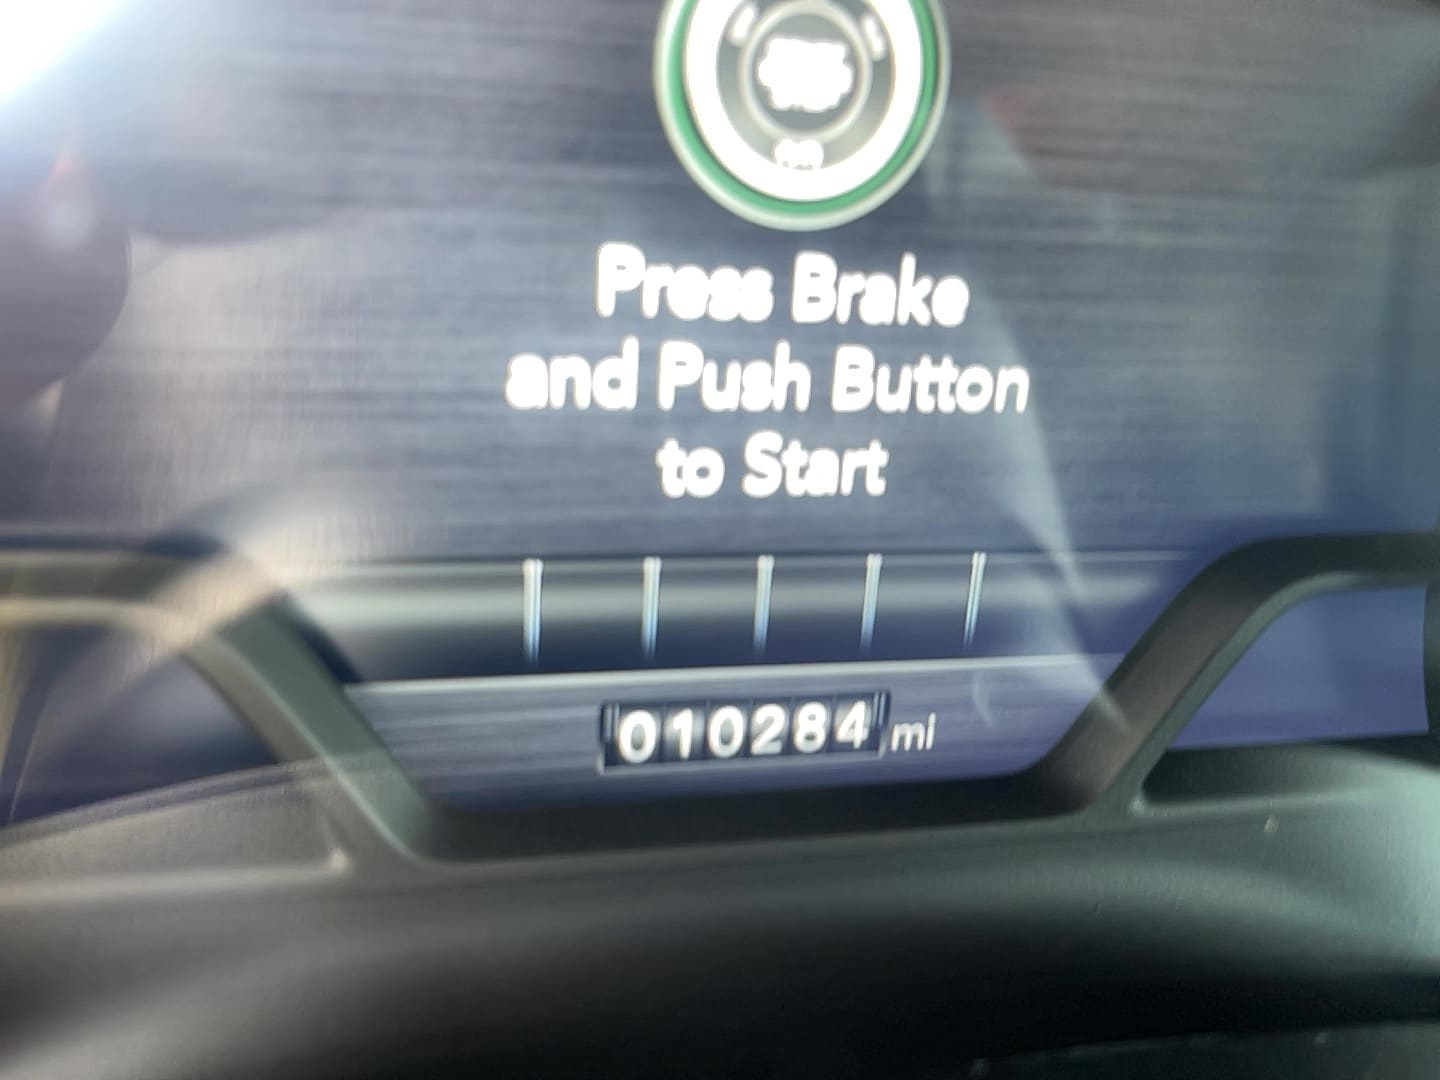 Press Brake
and Push Button
to Start
010284 mi